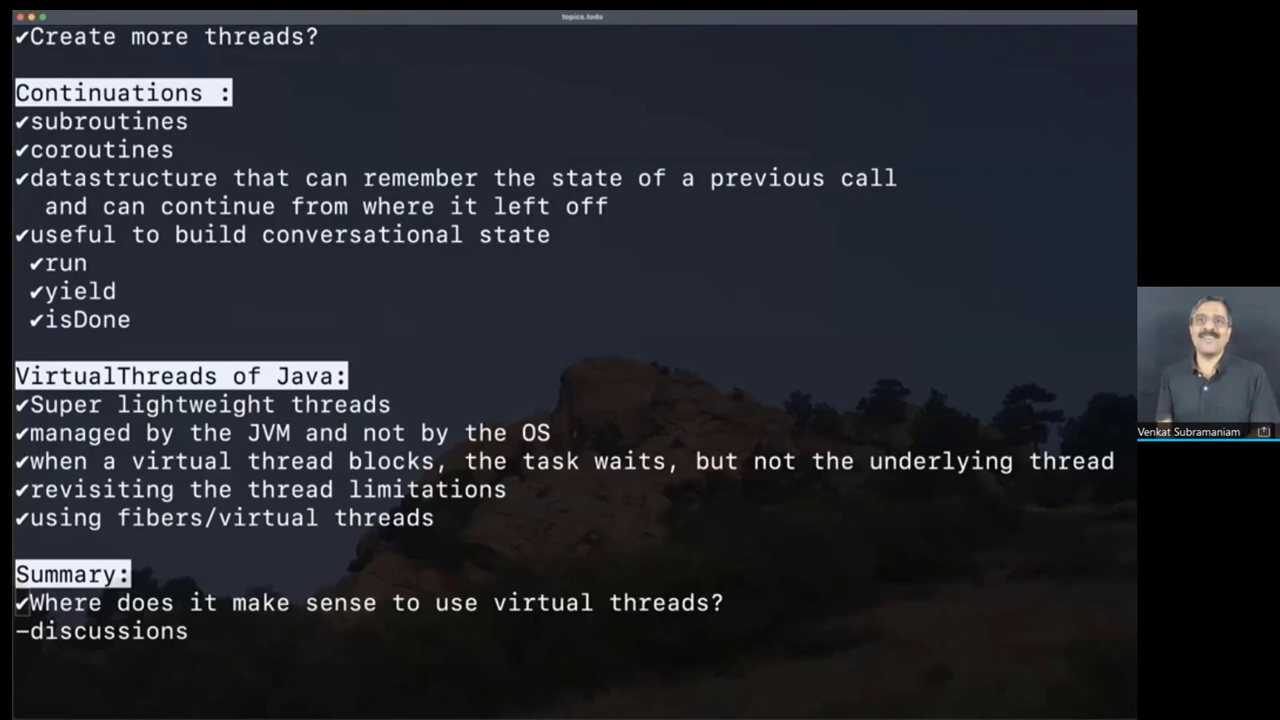 topics.todo
✔Create more threads?
Continuations :
✔subroutines
✔coroutines
✔datastructure that can remember the state of a previous call
and can continue from where it left off
✔useful to build conversational state
✔run
✔yield
✔isDone
VirtualThreads of Java:
✔Super lightweight threads
✔managed by the JVM and not by the OS
✔when a virtual thread blocks, the task waits, but not the underlying thread
✔revisiting the thread limitations
✔using fibers/virtual threads
Summary:
✔Where does it make sense to use virtual threads?
-discussions
Venkat Subramaniam